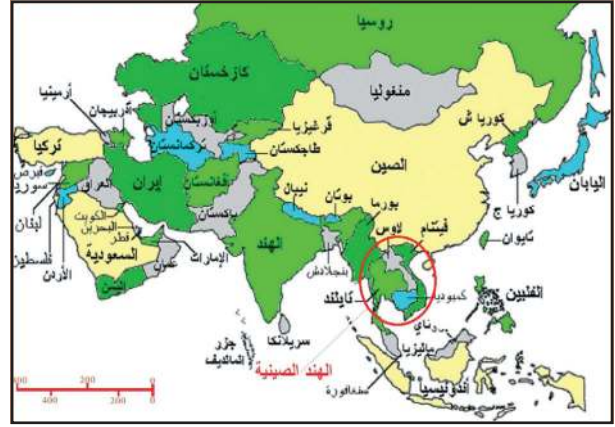 روسيا
كازخستان
منغوليا
أرمينيا
أذربيجان
أوزبكستان
قرغيزيا
كوريا ش
تركيا
تركمانستان
طاجكستان
اليابان
قبرص
سوريا
العراق
إيران
أفغانستان
الصين
كوريا ج
لبنان
الكويت
باكستان
نيبال
بوتان
بورما
لاوس
فيتنام
تايوان
فلسطين
البحرين
قطر
الأردن
السعودية
الإمارات
الهند
بنجلادش
عمان
اليمن
تايلند
كمبوديا
الفلبين
سريلانكا
جزر
المالديف
ناي
ماليزيا
الهند الصينية
سنغافورة
أندونيسيا
400 200 0